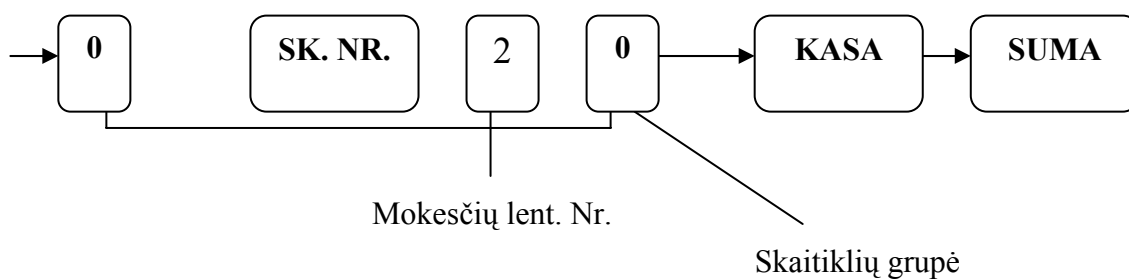 0 SK. NR. 2 0 KASA SUMA
Mokesčių lent. Nr.
Skaitiklių grupė